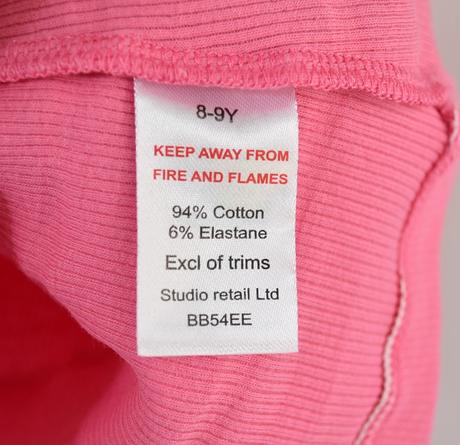 8-9Y
KEEP AWAY FROM
FIRE AND FLAMES
94% Cotton
6% Elastane
Excl of trims
Studio retail Ltd
BB54EE